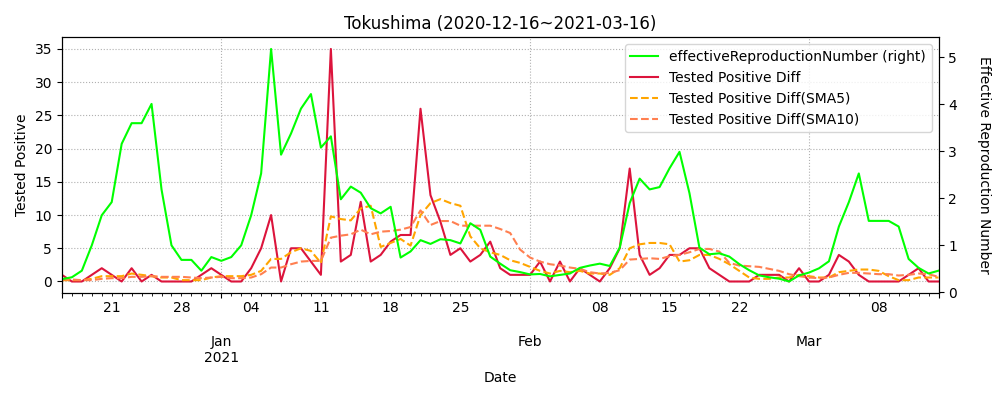 Tokushima (2020-12-16~2021-03-16)
effectiveReproductionNumber (right)
Tested Positive Diff
Tested Positive Diff(SMA5)
Tested Positive Diff(SMA10)
Tested Positive
35
30
25
20
15
10
5
0
Effective Reproduction Number
5
4
3
2
1
0
21 28 04 11 18 25 08 15 22 08
Jan Feb Mar
2021
Date